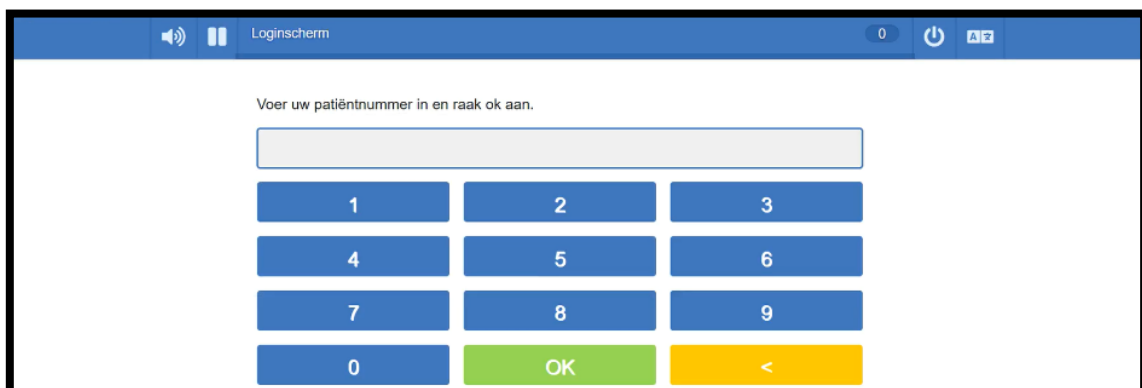 Loginscherm 0 A
Voer uw patiëntnummer in en raak ok aan.
1 2 3
4 5 6
7 8 9
0 OK <